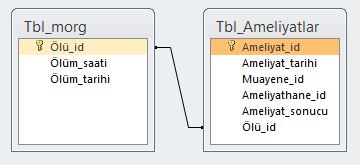 Tbl_morg
Ölü_id
Ölüm_saati
Ölüm_tarihi
Tbl_Ameliyatlar
Ameliyat_id
Ameliyat_tarihi
Muayene_id
Ameliyathane_id
Ameliyat_sonucu
Ölü_id